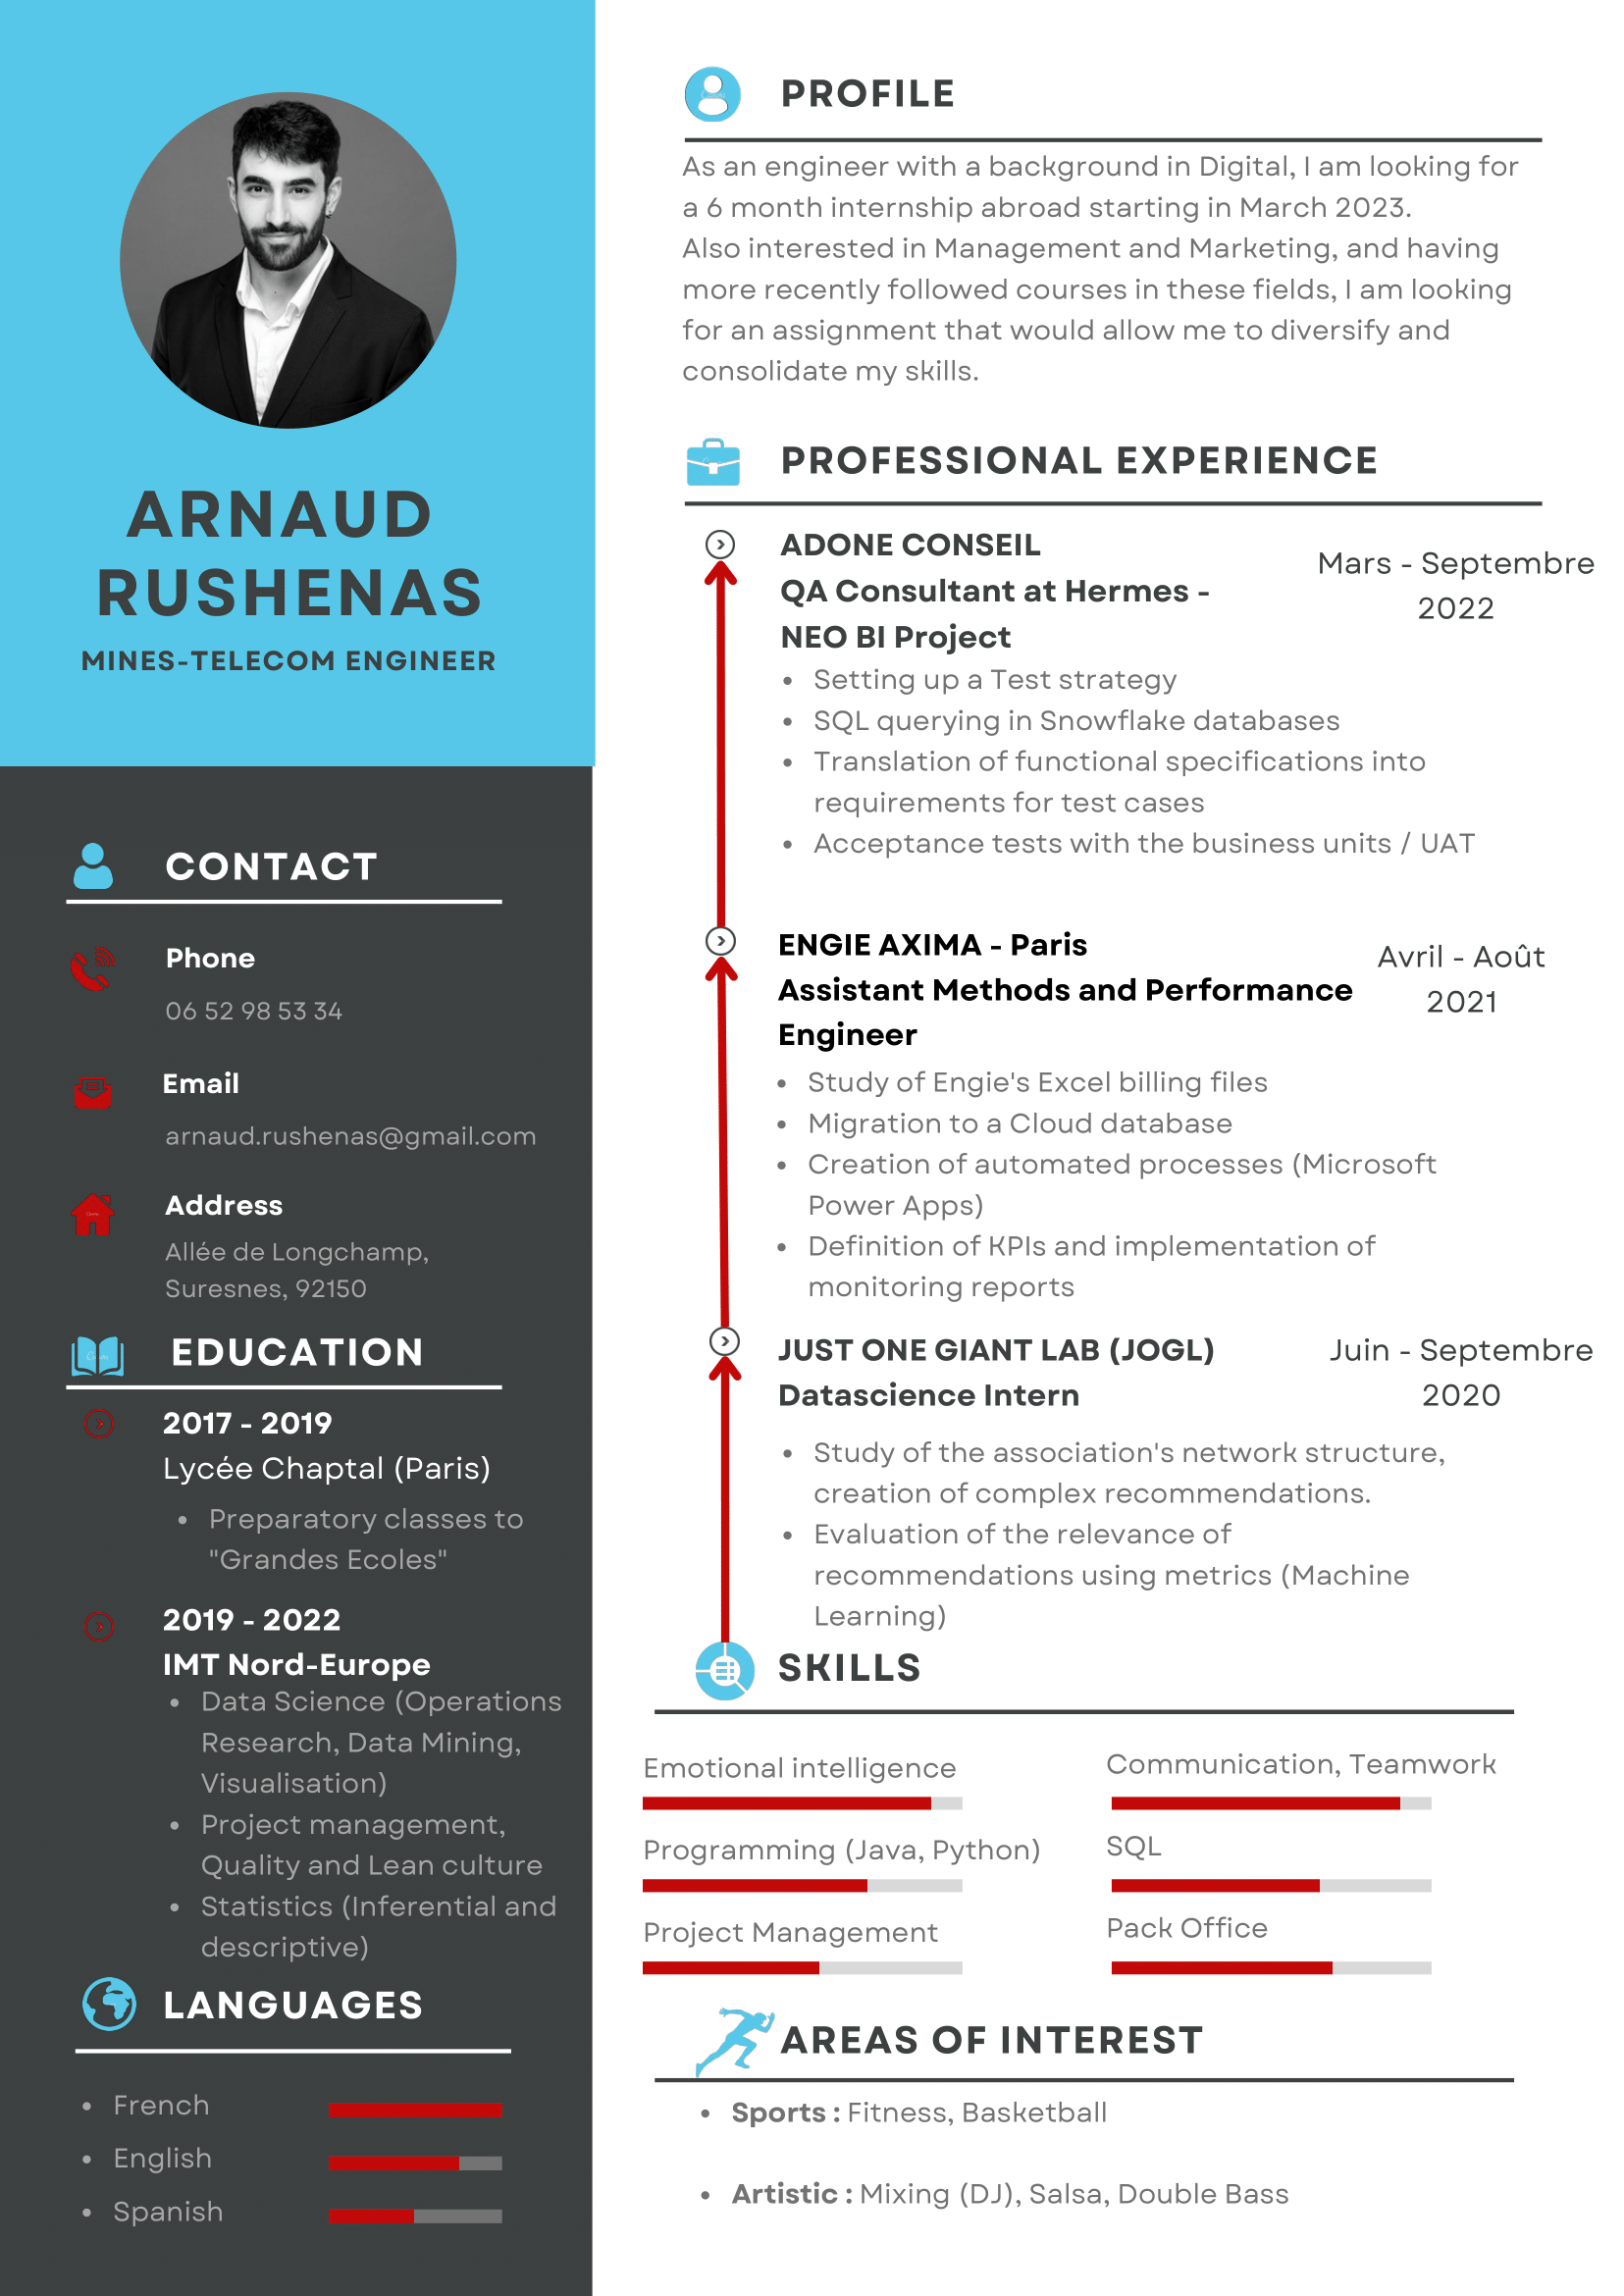 ARNAUD
RUSHENAS
MINES-TELECOM ENGINEER
CONTACT
Phone
06 52 98 53 34
Email
arnaud.rushenas@gmail.com
Address
Allée de Longchamp,
Suresnes, 92150
EDUCATION
2017 - 2019
Lycée Chaptal (Paris)
• Preparatory classes to
"Grandes Ecoles"
2019 - 2022
IMT Nord-Europe
• Data Science (Operations
Research, Data Mining,
Visualisation)
• Project management,
Quality and Lean culture
• Statistics (Inferential and
descriptive)
LANGUAGES
• French
• English
• Spanish
PROFILE
As an engineer with a background in Digital, I am looking for
a 6 month internship abroad starting in March 2023.
Also interested in Management and Marketing, and having
more recently followed courses in these fields, I am looking
for an assignment that would allow me to diversify and
consolidate my skills.
PROFESSIONAL EXPERIENCE
ADONE CONSEIL
QA Consultant at Hermes -
NEO BI Project
Mars - Septembre
2022
• Setting up a Test strategy
• SQL querying in Snowflake databases
• Translation of functional specifications into
requirements for test cases
• Acceptance tests with the business units / UAT
ENGIE AXIMA - Paris
Assistant Methods and Performance
Engineer
Avril - Août
2021
• Study of Engie's Excel billing files
• Migration to a Cloud database
• Creation of automated processes (Microsoft
Power Apps)
• Definition of KPIs and implementation of
monitoring reports
JUST ONE GIANT LAB (JOGL)
Datascience Intern
Juin - Septembre
2020
• Study of the association's network structure,
creation of complex recommendations.
• Evaluation of the relevance of
recommendations using metrics (Machine
Learning)
SKILLS
Emotional intelligence
Communication, Teamwork
Programming (Java, Python)
SQL
Project Management
Pack Office
AREAS OF INTEREST
• Sports : Fitness, Basketball
• Artistic : Mixing (DJ), Salsa, Double Bass